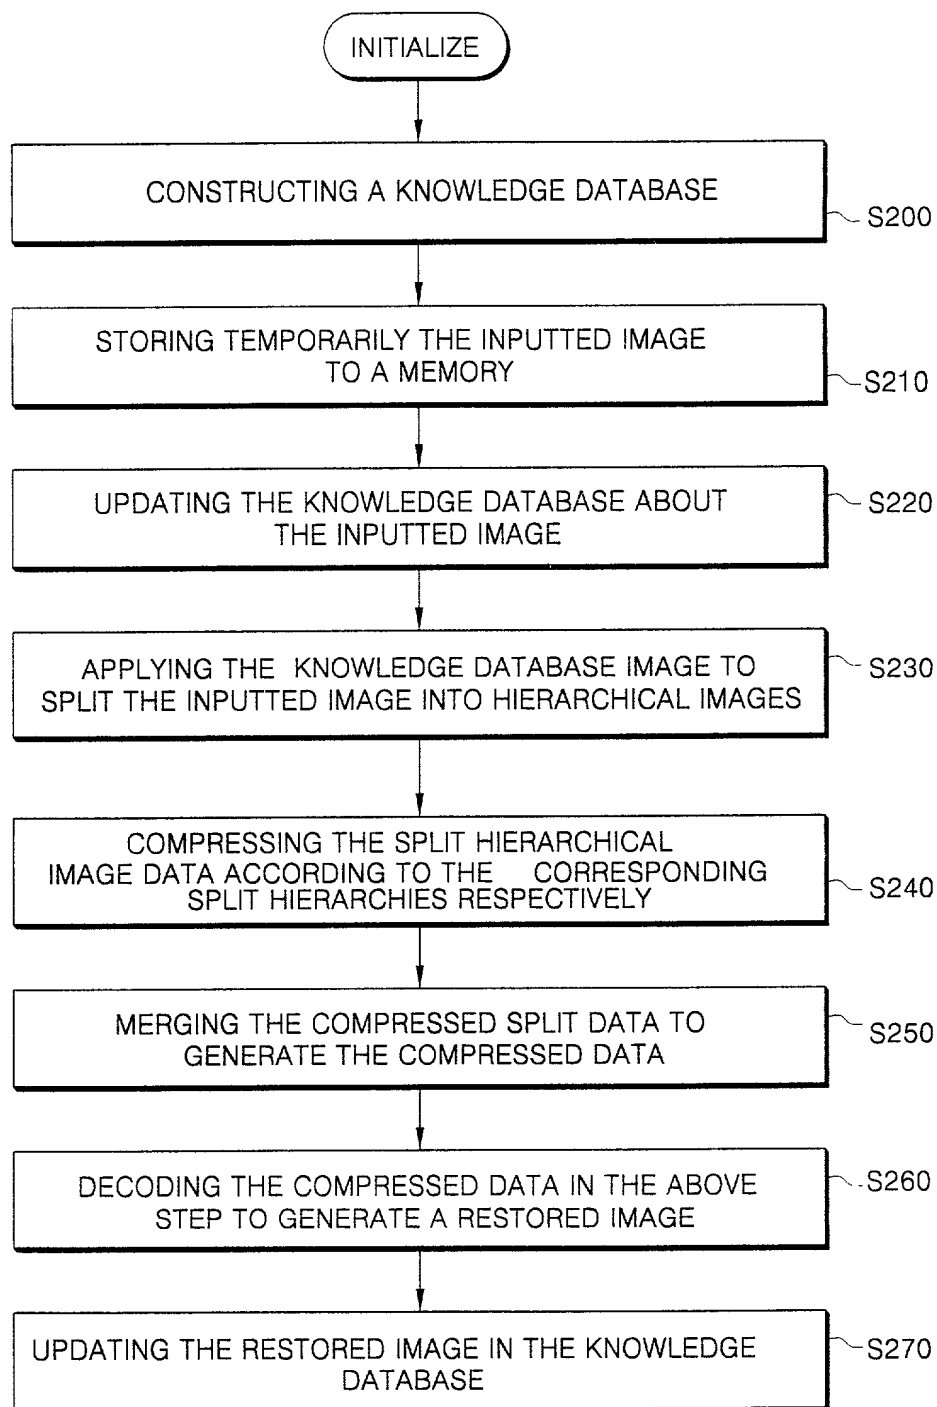 INITIALIZE
CONSTRUCTING A KNOWLEDGE DATABASE
S200
STORING TEMPORARILY THE INPUTTED IMAGE
TO A MEMORY
S210
UPDATING THE KNOWLEDGE DATABASE ABOUT
THE INPUTTED IMAGE
S220
APPLYING THE KNOWLEDGE DATABASE IMAGE TO
SPLIT THE INPUTTED IMAGE INTO HIERARCHICAL IMAGES
S230
COMPRESSING THE SPLIT HIERARCHICAL
IMAGE DATA ACCORDING TO THE CORRESPONDING
SPLIT HIERARCHIES RESPECTIVELY
S240
MERGING THE COMPRESSED SPLIT DATA TO
GENERATE THE COMPRESSED DATA
S250
DECODING THE COMPRESSED DATA IN THE ABOVE
STEP TO GENERATE A RESTORED IMAGE
S260
UPDATING THE RESTORED IMAGE IN THE KNOWLEDGE
DATABASE
S270